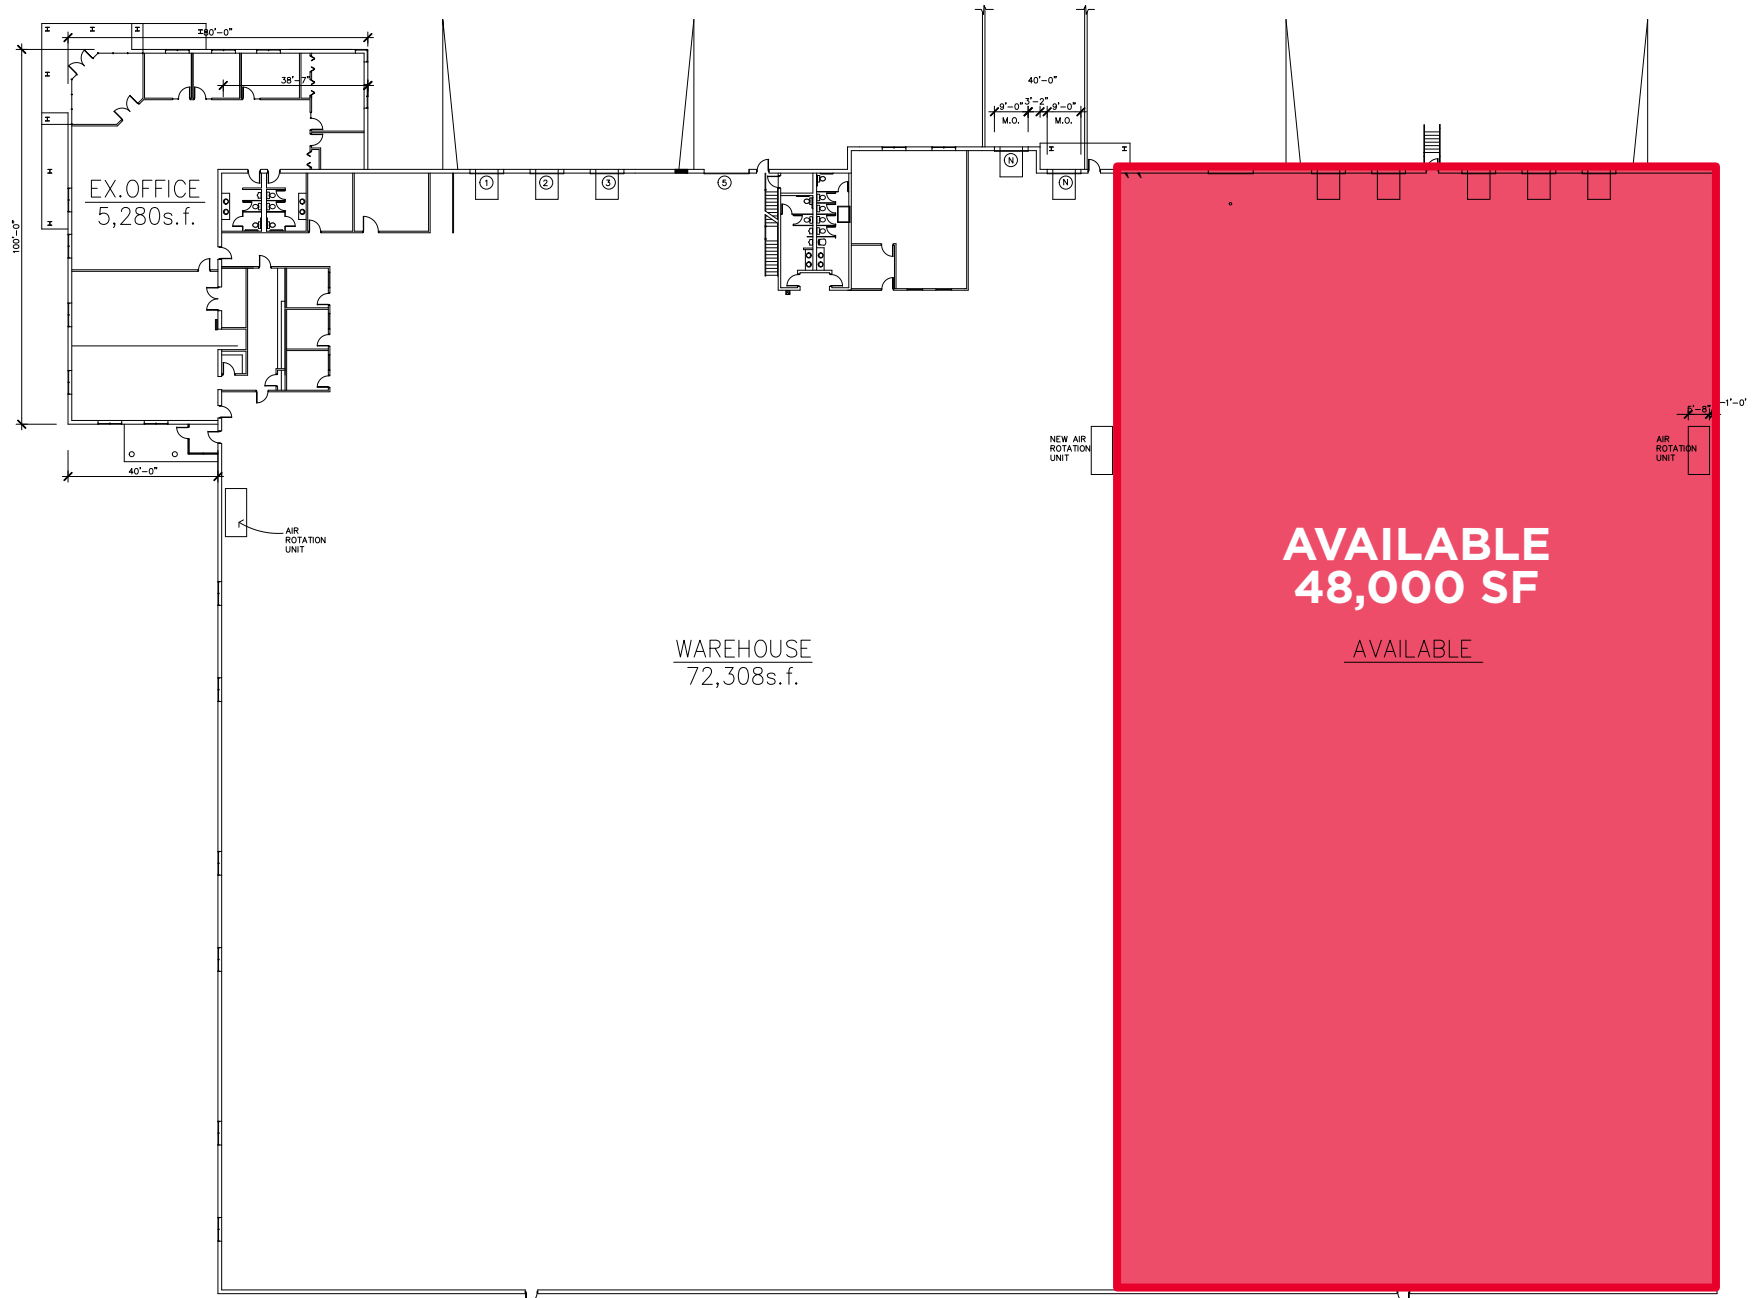 80'-0"
38'-7"
40'-0"
9'-0" 3'-2" 9'-0"
M.O. M.O.
N
N
1 2 3 5
EX.OFFICE
5,280s.f.
100'-0"
1'-0"
5'-8"
NEW AIR
ROTATION
UNIT
AIR
ROTATION
UNIT
40'-0"
AIR
ROTATION
UNIT
AVAILABLE
48,000 SF
WAREHOUSE
72,308s.f.
AVAILABLE